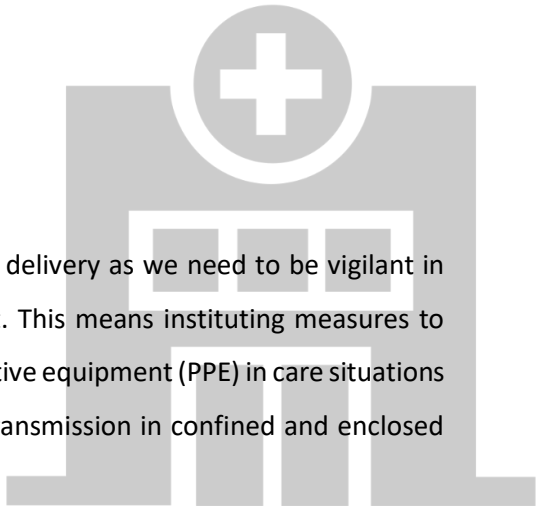 delivery as we need to be vigilant in
. This means instituting measures to
tive equipment (PPE) in care situations
ansmission in confined and enclosed